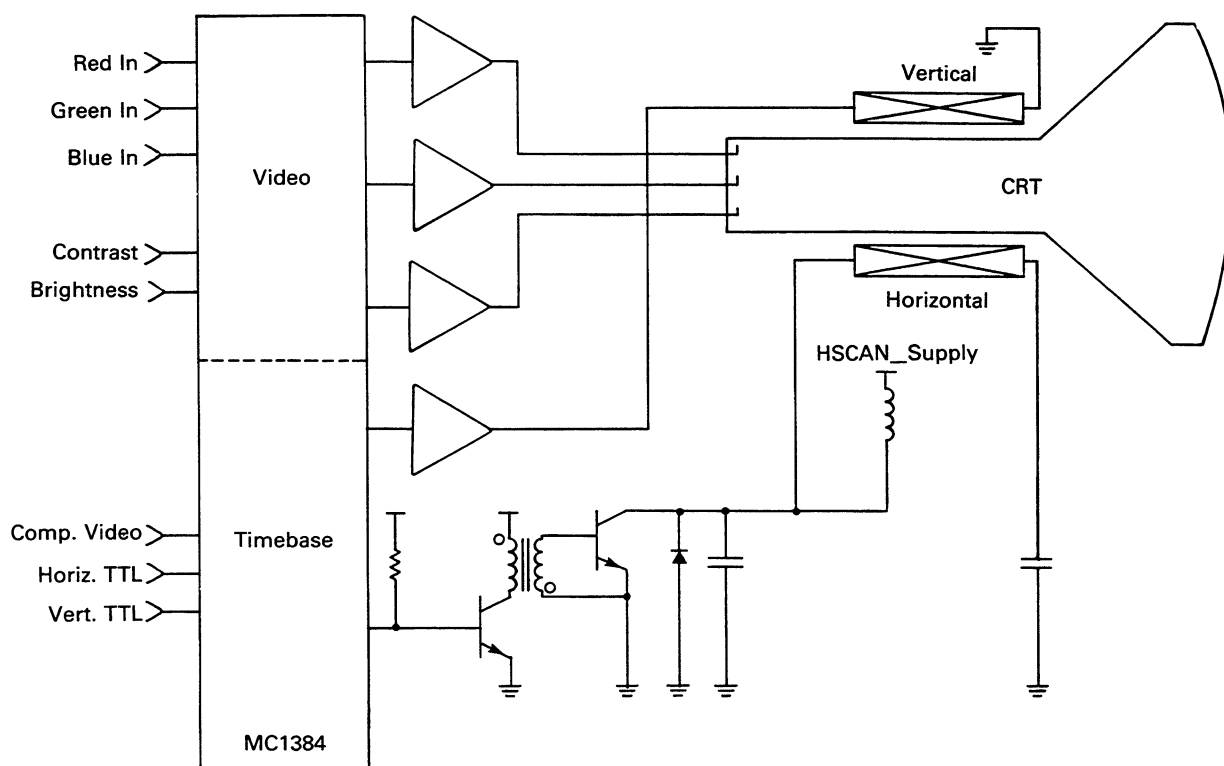 Red In
Green In
Blue In
Contrast
Brightness
Video
Vertical
CRT
Horizontal
HSCAN_Supply
Comp. Video
Horiz. TTL
Vert. TTL
Timebase
MC1384